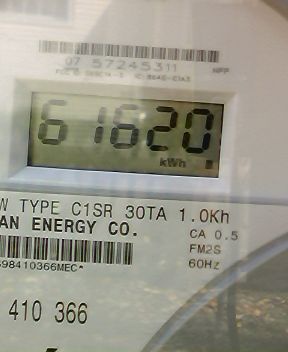 07 57245311
61620
kWh
W TYPE C1SR 30TA 1.0Kh
AN ENERGY CO. CA 0.5
FM2S
60Hz
98410366MEC*
410 366